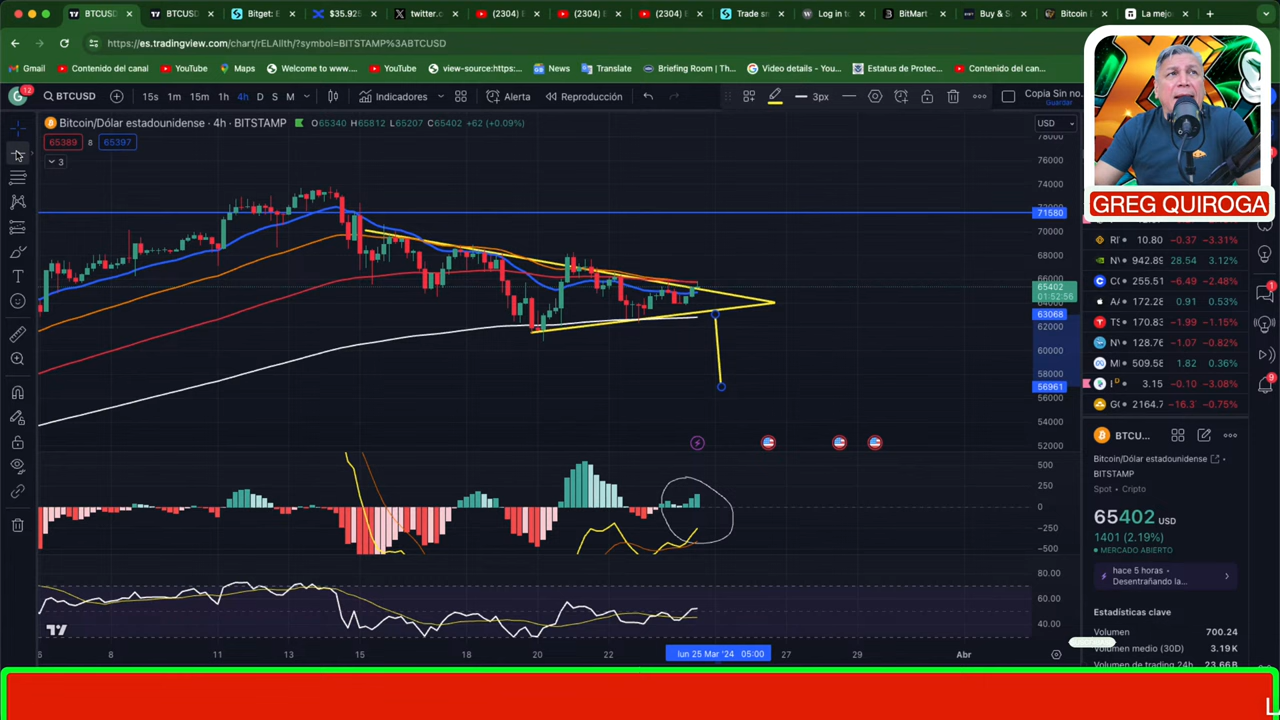 BTCUSD
BTCUSD
Bitget: E
$35.925
twitter.c
(2304)
(2304) (
(2304)
Trade sn
Log in to
BitMart
Buy & S
Bitcoin
La mejo
https://es.tradingview.com/chart/rELAIlth/?symbol=BITSTAMP%3ABTCUSD
Gmail
Contenido del canal
YouTube
Maps
Welcome to www....
YouTube
view-source:https:...
News
Translate
Briefing Room | Th...
Video details - You...
Estatus de Protec...
Contenido del can...
12
BTCUSD
15s 1m 15m 1h 4h D S M
Indicadores
Alerta
Reproducción
3px
Copia Sin no...
Guardar
Bitcoin/Dólar estadounidense · 4h · BITSTAMP O65340 H65812 L65207 C65402 +62 (+0.09%)
65389 8 65397
3
USD
78000
76000
74000
71580
70000
68000
66000
65402
01:52:56
63068
62000
60000
58000
56961
56000
54000
52000
500
250
0
−250
−500
80.00
60.00
40.00
8 11 13 15 18 20 22 lun 25 Mar '24 05:00 27 29 Abr
GREG QUIROGA
10.80 −0.37 −3.31%
942.89 28.54 3.12%
255.51 −6.48 −2.48%
172.28 0.91 0.53%
170.83 −1.99 −1.15%
128.76 −1.07 −0.82%
509.58 1.82 0.36%
3.15 −0.10 −3.08%
2164.7 −16.3 −0.75%
BTCU...
Bitcoin/Dólar estadounidense
BITSTAMP
Spot • Cripto
65402 USD
1401 (2.19%)
MERCADO ABIERTO
hace 5 horas •
Desentrañando la...
Estadísticas clave
Volumen 700.24
Volumen medio (30D) 3.19K
Volumen de trading 24h 23.66B